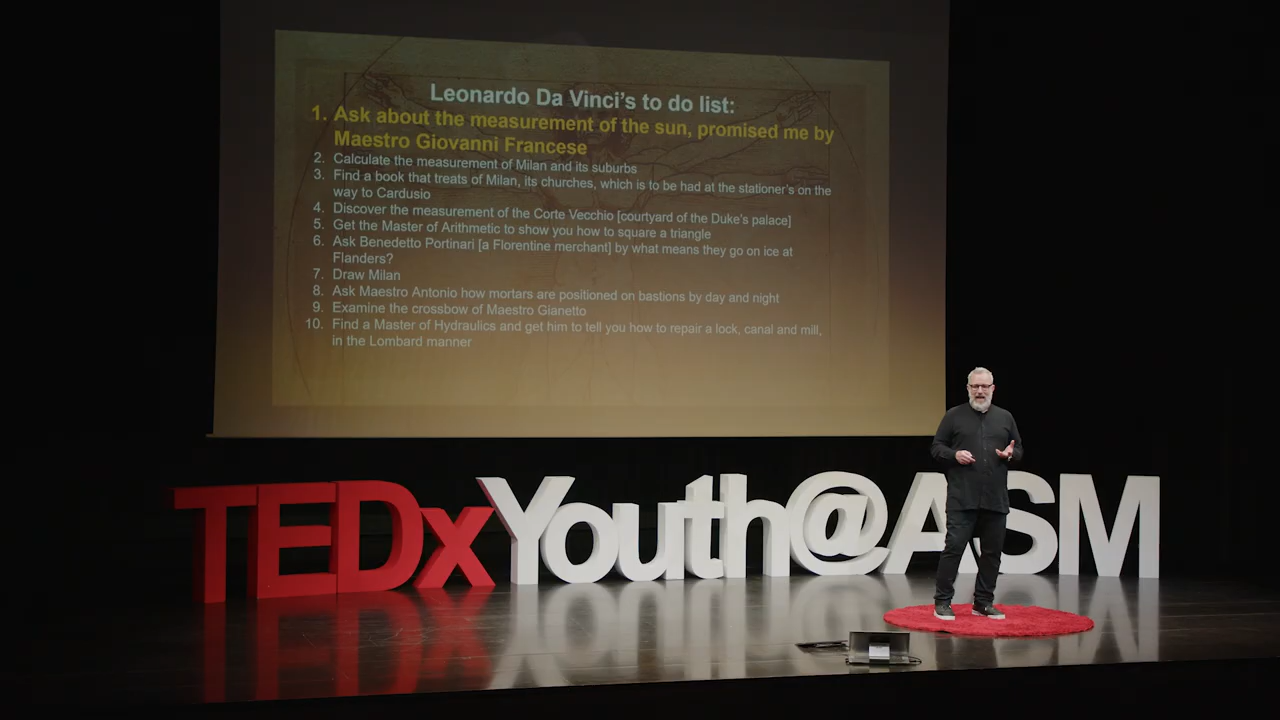 Leonardo Da Vinci's to do list:
1. Ask about the measurement of the sun, promised me by
Maestro Giovanni Francese
2. Calculate the measurement of Milan and its suburbs
3. Find a book that treats of Milan, its churches, which is to be had at the stationer's on the
way to Cardusio
4. Discover the measurement of the Corte Vecchio [courtyard of the Duke's palace]
5. Get the Master of Arithmetic to show you how to square a triangle
6. Ask Benedetto Portinari [a Florentine merchant] by what means they go on ice at
Flanders?
7. Draw Milan
8. Ask Maestro Antonio how mortars are positioned on bastions by day and night
9. Examine the crossbow of Maestro Gianetto
10. Find a Master of Hydraulics and get him to tell you how to repair a lock, canal and mill,
in the Lombard manner
TEDxYouth@ASM